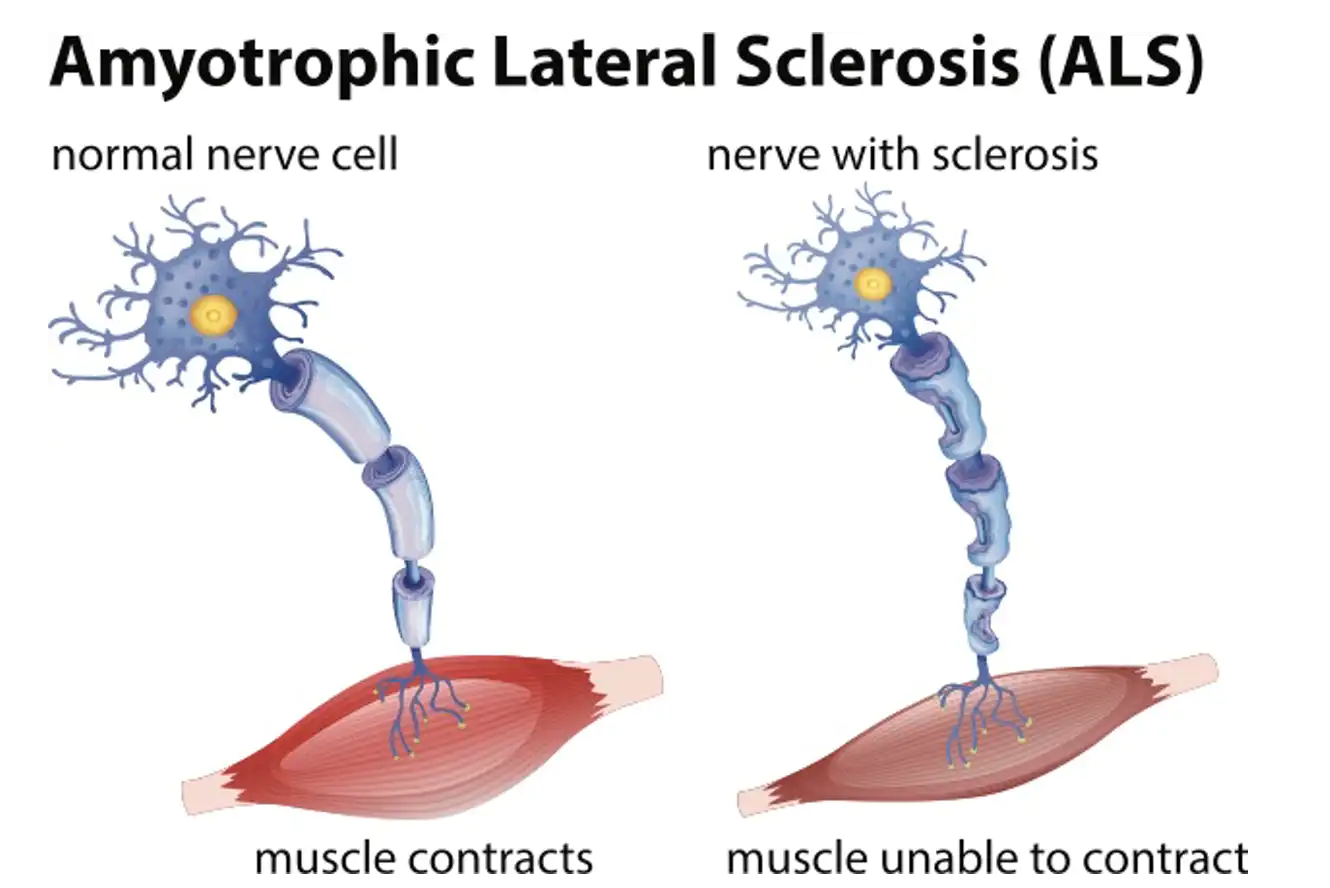 Amyotrophic Lateral Sclerosis (ALS)
normal nerve cell
nerve with sclerosis
muscle contracts
muscle unable to contract